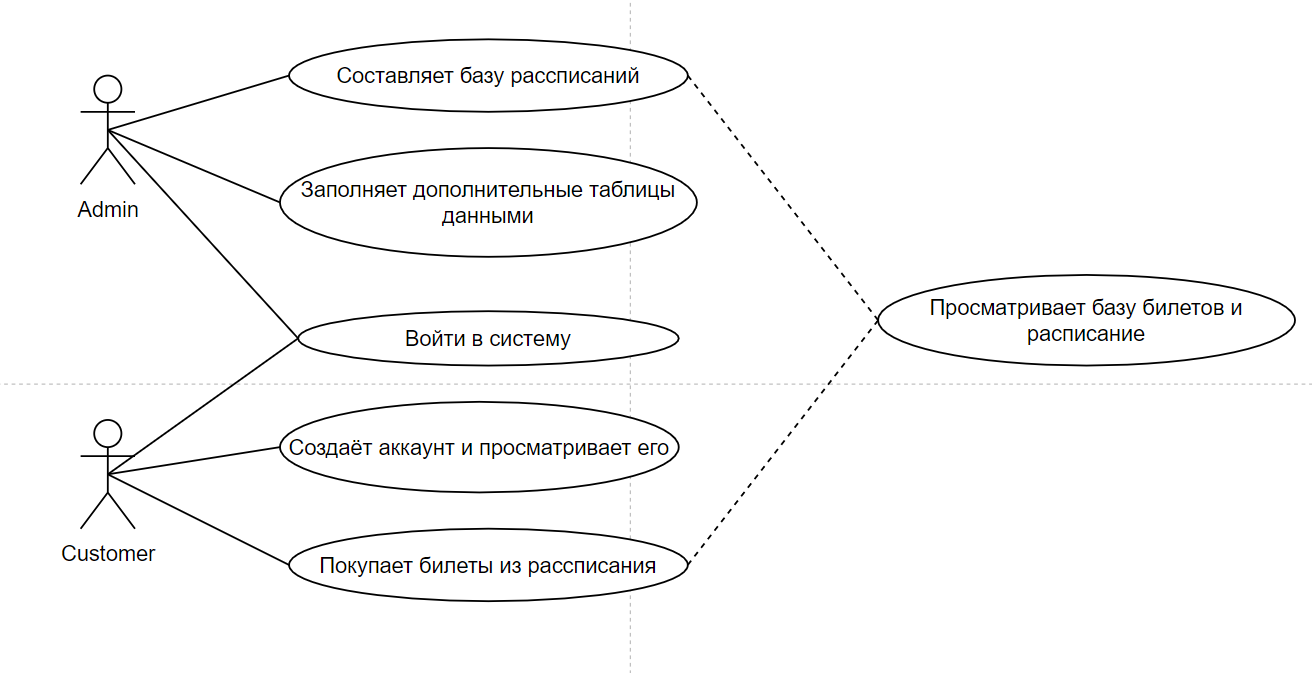 Составляет базу рассписаний
Admin
Заполняет дополнительные таблицы
данными
Войти в систему
Просматривает базу билетов и
расписание
Customer
Создаёт аккаунт и просматривает его
Покупает билеты из рассписания